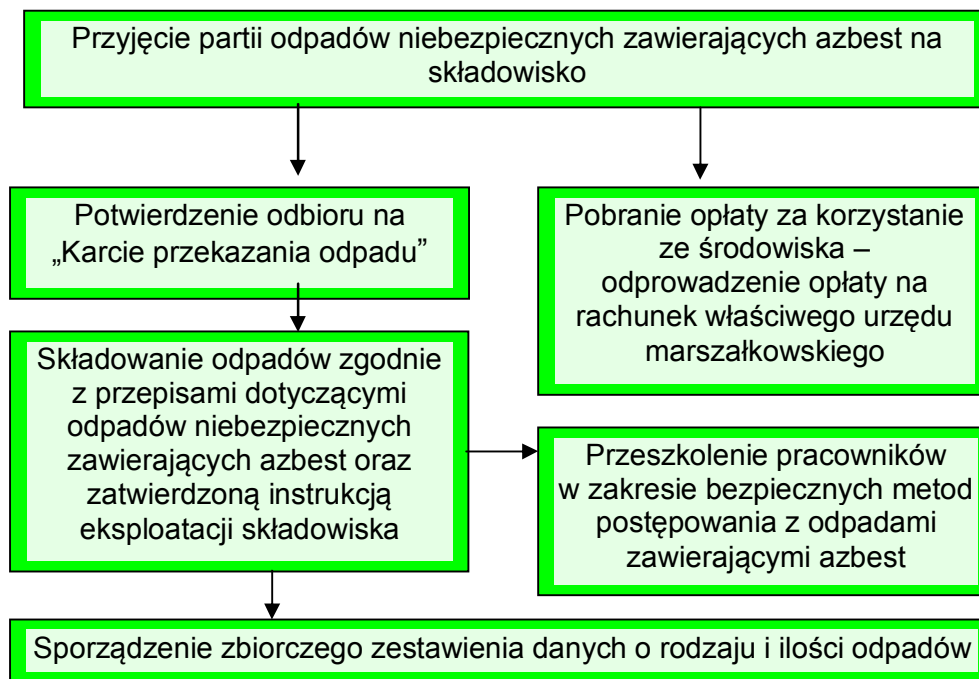 Przyjęcie partii odpadów niebezpiecznych zawierających azbest na
składowisko
Potwierdzenie odbioru na
„Karcie przekazania odpadu”
Pobranie opłaty za korzystanie
ze środowiska –
odprowadzenie opłaty na
rachunek właściwego urzędu
marszałkowskiego
Składowanie odpadów zgodnie
z przepisami dotyczącymi
odpadów niebezpiecznych
zawierających azbest oraz
zatwierdzoną instrukcją
eksploatacji składowiska
Przeszkolenie pracowników
w zakresie bezpiecznych metod
postępowania z odpadami
zawierającymi azbest
Sporządzenie zbiorczego zestawienia danych o rodzaju i ilości odpadów